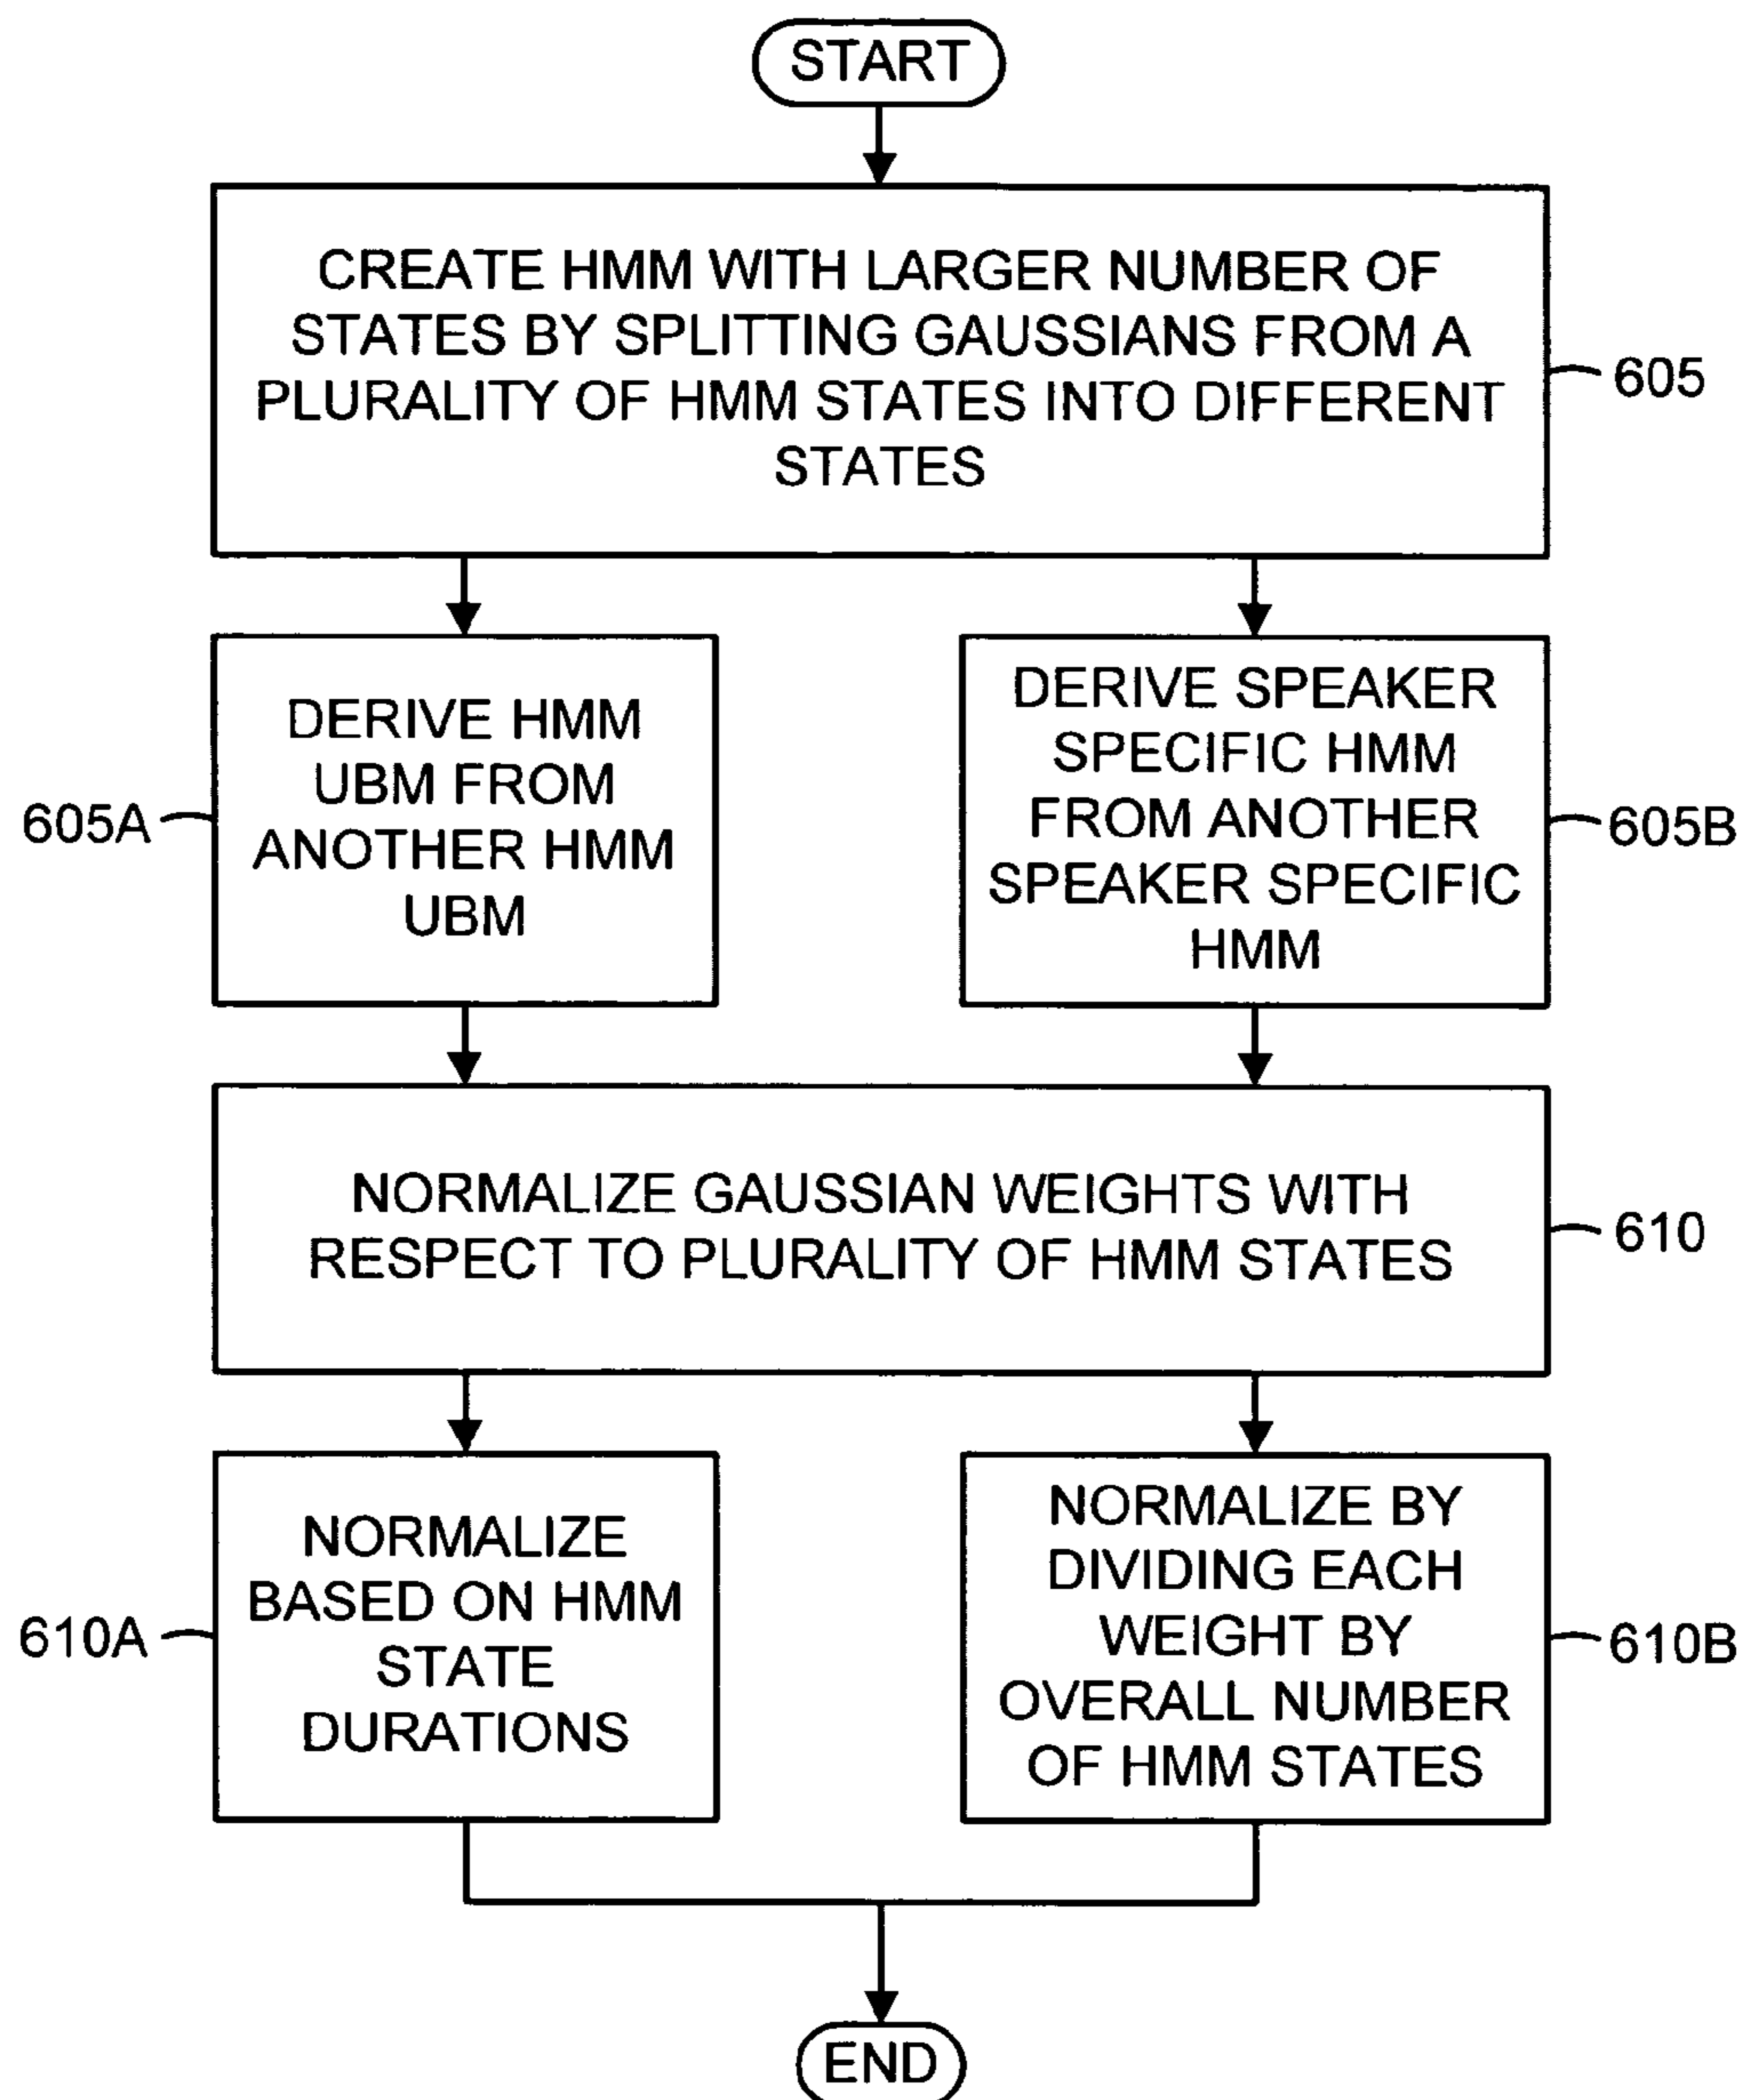 START
CREATE HMM WITH LARGER NUMBER OF
STATES BY SPLITTING GAUSSIANS FROM A
PLURALITY OF HMM STATES INTO DIFFERENT
STATES
605
DERIVE HMM
UBM FROM
ANOTHER HMM
UBM
605A
DERIVE SPEAKER
SPECIFIC HMM
FROM ANOTHER
SPEAKER SPECIFIC
HMM
605B
NORMALIZE GAUSSIAN WEIGHTS WITH
RESPECT TO PLURALITY OF HMM STATES
610
NORMALIZE
BASED ON HMM
STATE
DURATIONS
610A
NORMALIZE BY
DIVIDING EACH
WEIGHT BY
OVERALL NUMBER
OF HMM STATES
610B
END